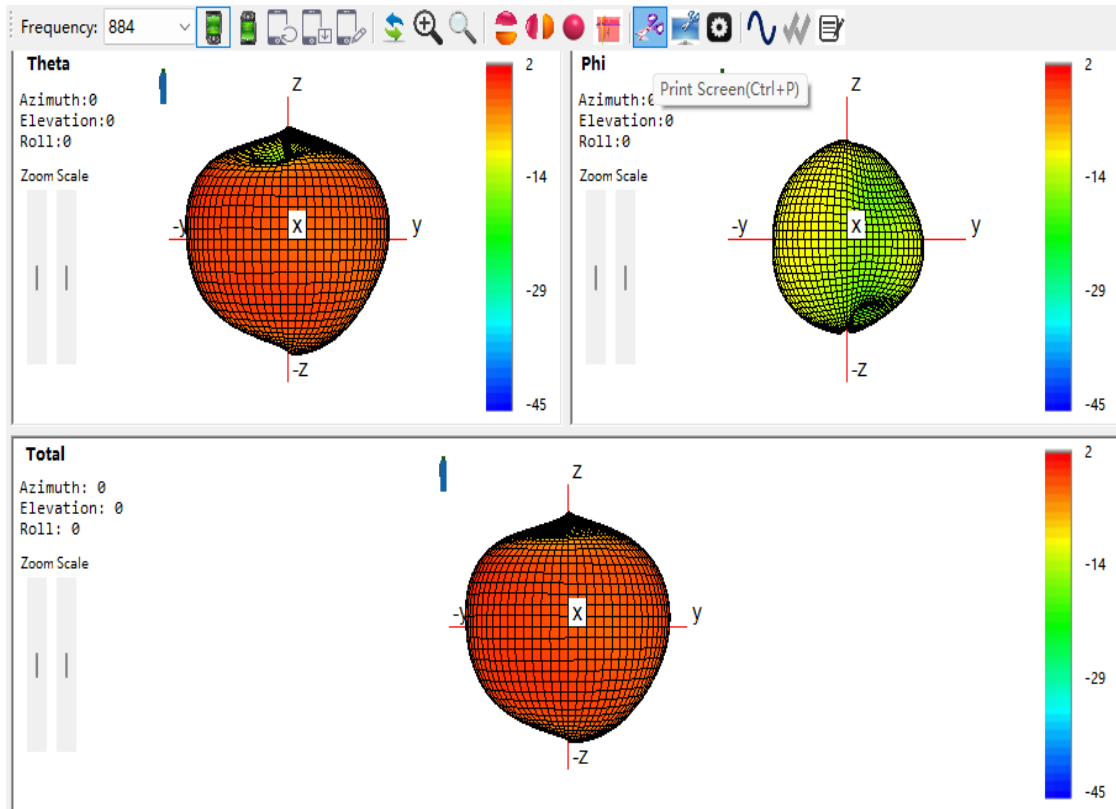 Frequency: 884
Theta
Azimuth:0
Elevation:0
Roll:0
Zoom Scale
z
-y
x
y
-z
2
-14
-29
-45
Phi
Print Screen(Ctrl+P)
Azimuth:0
Elevation:0
Roll:0
Zoom Scale
z
-y
x
y
-z
2
-14
-29
-45
Total
Azimuth: 0
Elevation: 0
Roll: 0
Zoom Scale
z
-y
x
y
-z
2
-14
-29
-45